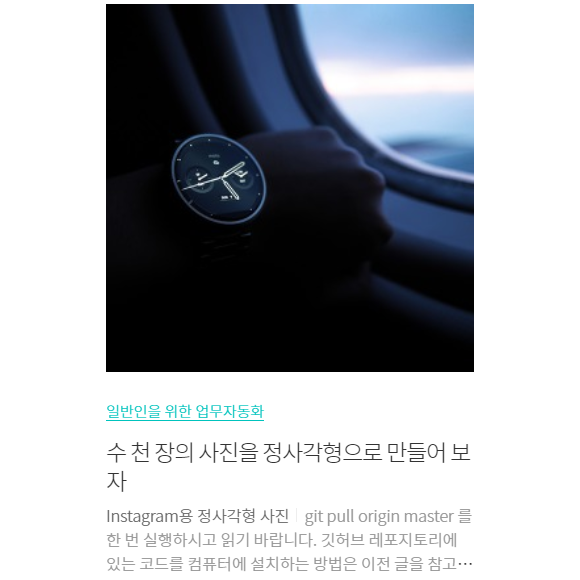 일반인을 위한 업무자동화
수 천 장의 사진을 정사각형으로 만들어 보
자
Instagram용 정사각형 사진 | git pull origin master 를
한 번 실행하시고 읽기 바랍니다. 깃허브 레포지토리에
있는 코드를 컴퓨터에 설치하는 방법은 이전 글을 참고…